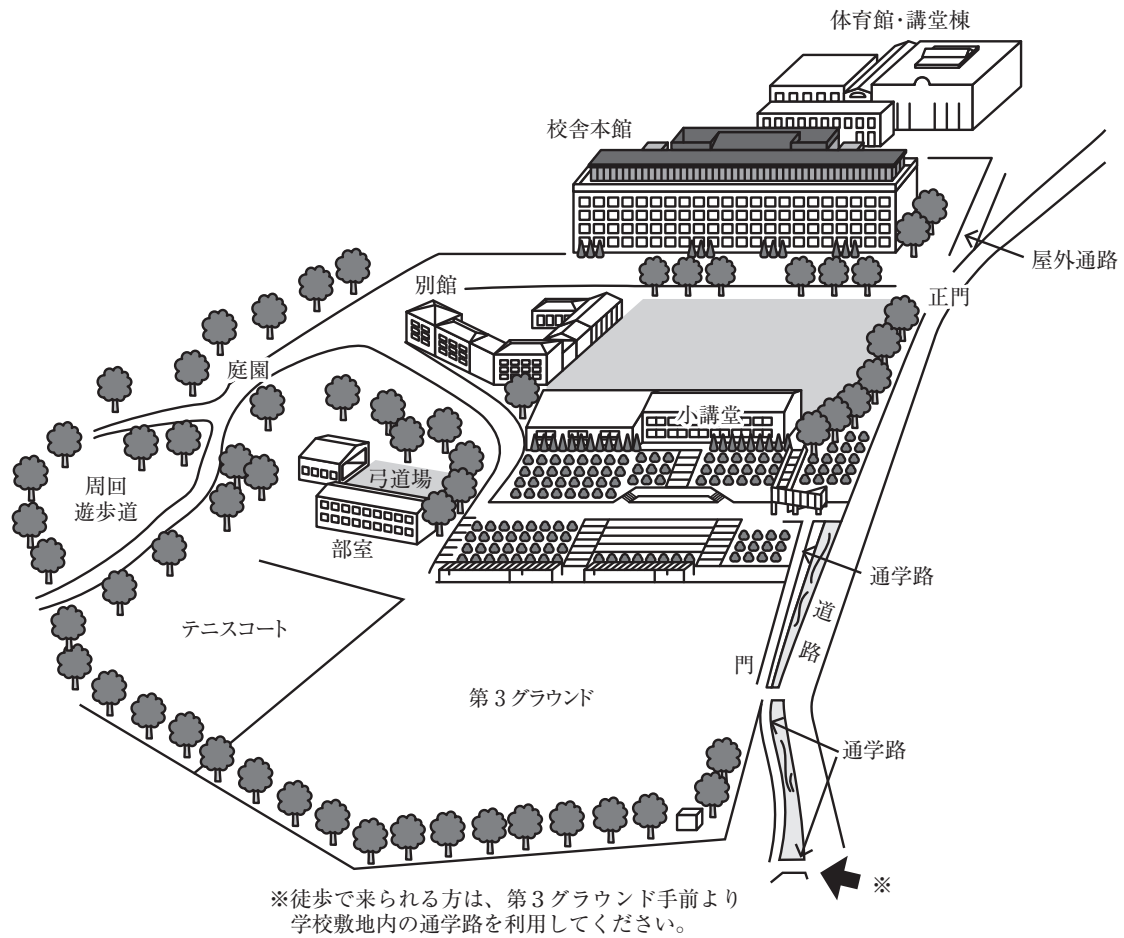 体育館・講堂棟
校舎本館
屋外通路
別館
正門
庭園
小講堂
弓道場
周回
遊歩道
部室
通学路
道路
テニスコート
門
第3グラウンド
通学路
※
※徒歩で来られる方は、第3グラウンド手前より
学校敷地内の通学路を利用してください。